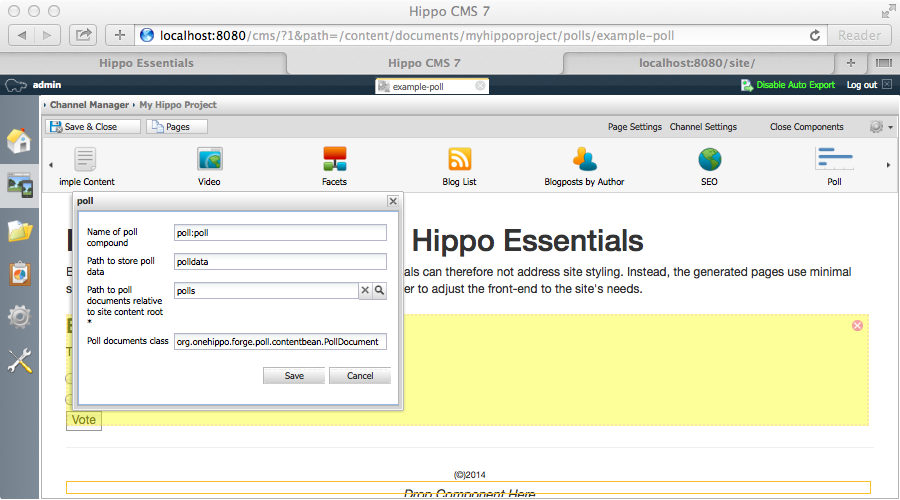 Hippo CMS 7
localhost:8080/cms/?1&path=/content/documents/myhippoproject/polls/example-poll
Reader
Hippo Essentials
Hippo CMS 7
localhost:8080/site/
admin
example-poll
Disable Auto Export
Log out
Channel Manager
My Hippo Project
Save & Close
Pages
Page Settings
Channel Settings
Close Components
imple Content
Video
Facets
Blog List
Blogposts by Author
SEO
Poll
poll
Name of poll
compound
poll:poll
Path to store poll
data
polldata
Path to poll
documents relative
to site content root
*
polls
Poll documents class
org.onehippo.forge.poll.contentbean.PollDocument
Save
Cancel
Hippo Essentials
als can therefore not address site styling. Instead, the generated pages use minimal
er to adjust the front-end to the site's needs.
Vote
(©)2014
Drop Component Here